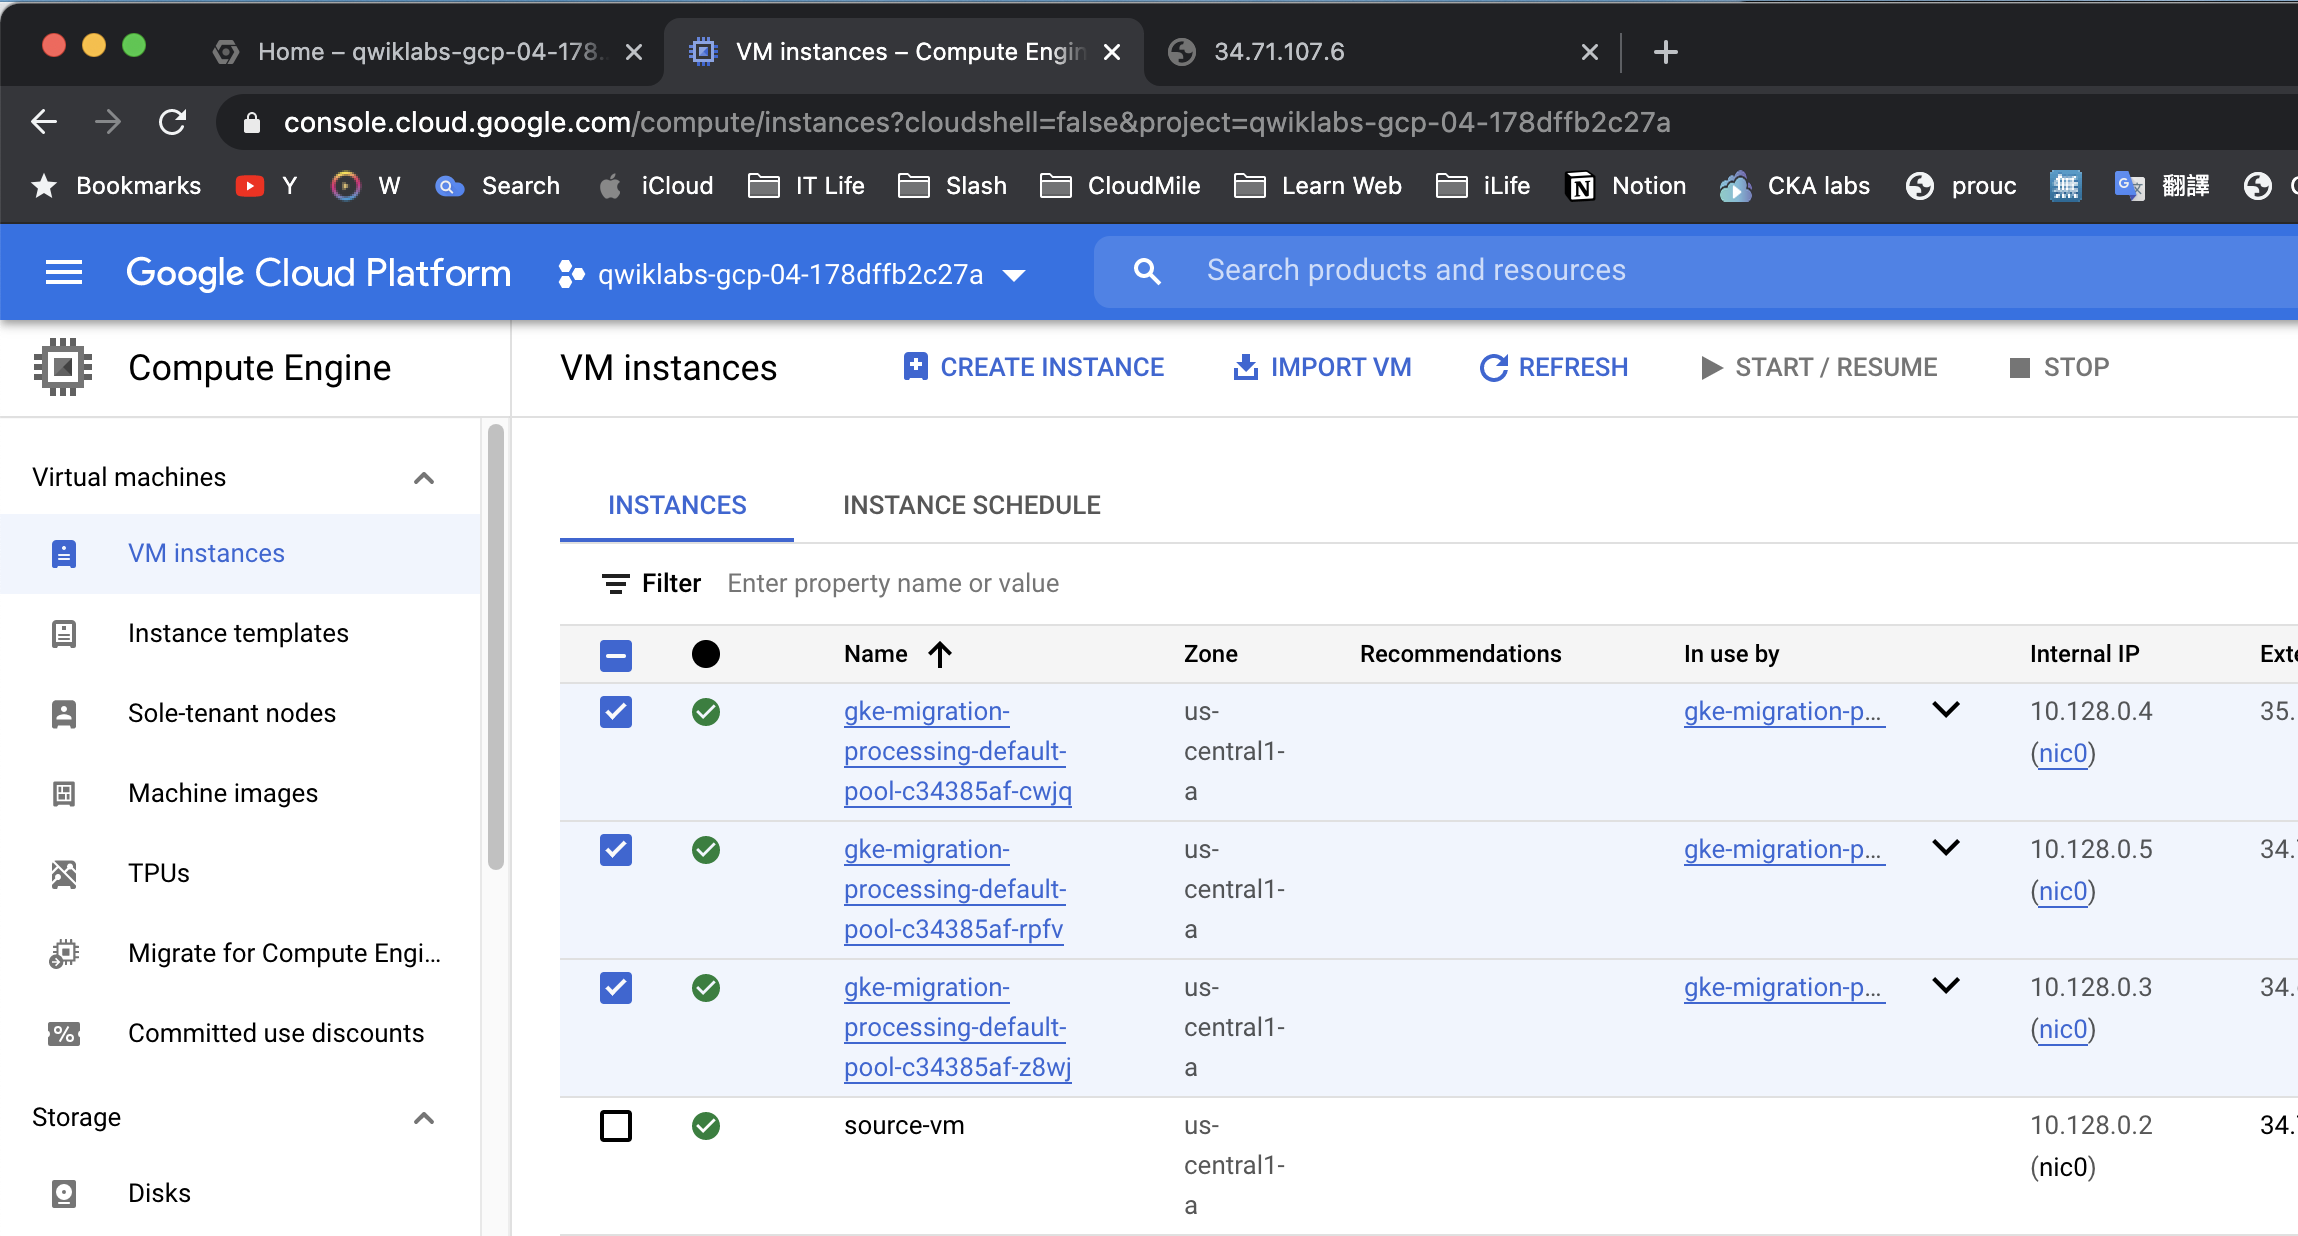 Home – qwiklabs-gcp-04-178..
VM instances – Compute Engin
34.71.107.6
console.cloud.google.com/compute/instances?cloudshell=false&project=qwiklabs-gcp-04-178dffb2c27a
Bookmarks Y W Search iCloud IT Life Slash CloudMile Learn Web iLife Notion CKA labs prouc 無 翻譯
Google Cloud Platform qwiklabs-gcp-04-178dffb2c27a Search products and resources
Compute Engine
VM instances CREATE INSTANCE IMPORT VM REFRESH START / RESUME STOP
Virtual machines
VM instances
Instance templates
Sole-tenant nodes
Machine images
TPUs
Migrate for Compute Engi...
Committed use discounts
Storage
Disks
INSTANCES INSTANCE SCHEDULE
Filter Enter property name or value
Name Zone Recommendations In use by Internal IP Exte
gke-migration- us- gke-migration-p... 10.128.0.4 35.
processing-default- central1- (nic0)
pool-c34385af-cwjq a
gke-migration- us- gke-migration-p... 10.128.0.5 34.
processing-default- central1- (nic0)
pool-c34385af-rpfv a
gke-migration- us- gke-migration-p... 10.128.0.3 34.
processing-default- central1- (nic0)
pool-c34385af-z8wj a
source-vm us- 10.128.0.2 34.
central1- (nic0)
a